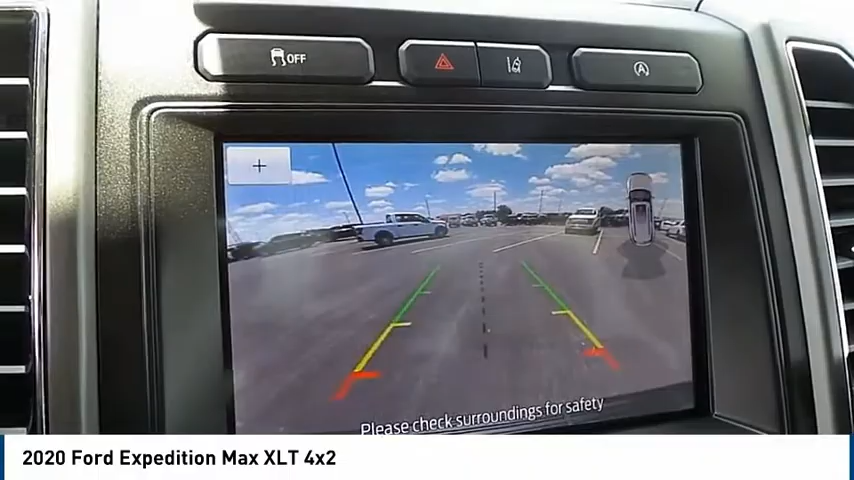 OFF
A
+
Please check surroundings for safety
2020 Ford Expedition Max XLT 4x2